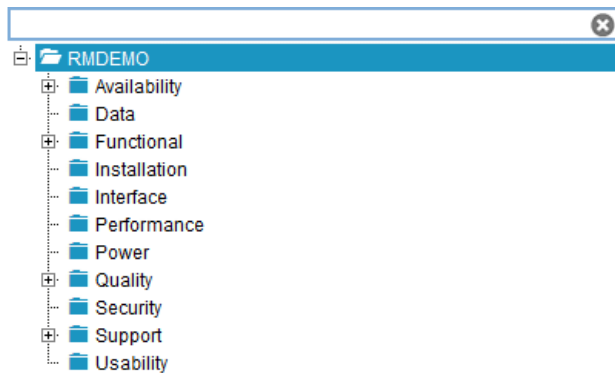 RMDEMO
Availability
Data
Functional
Installation
Interface
Performance
Power
Quality
Security
Support
Usability